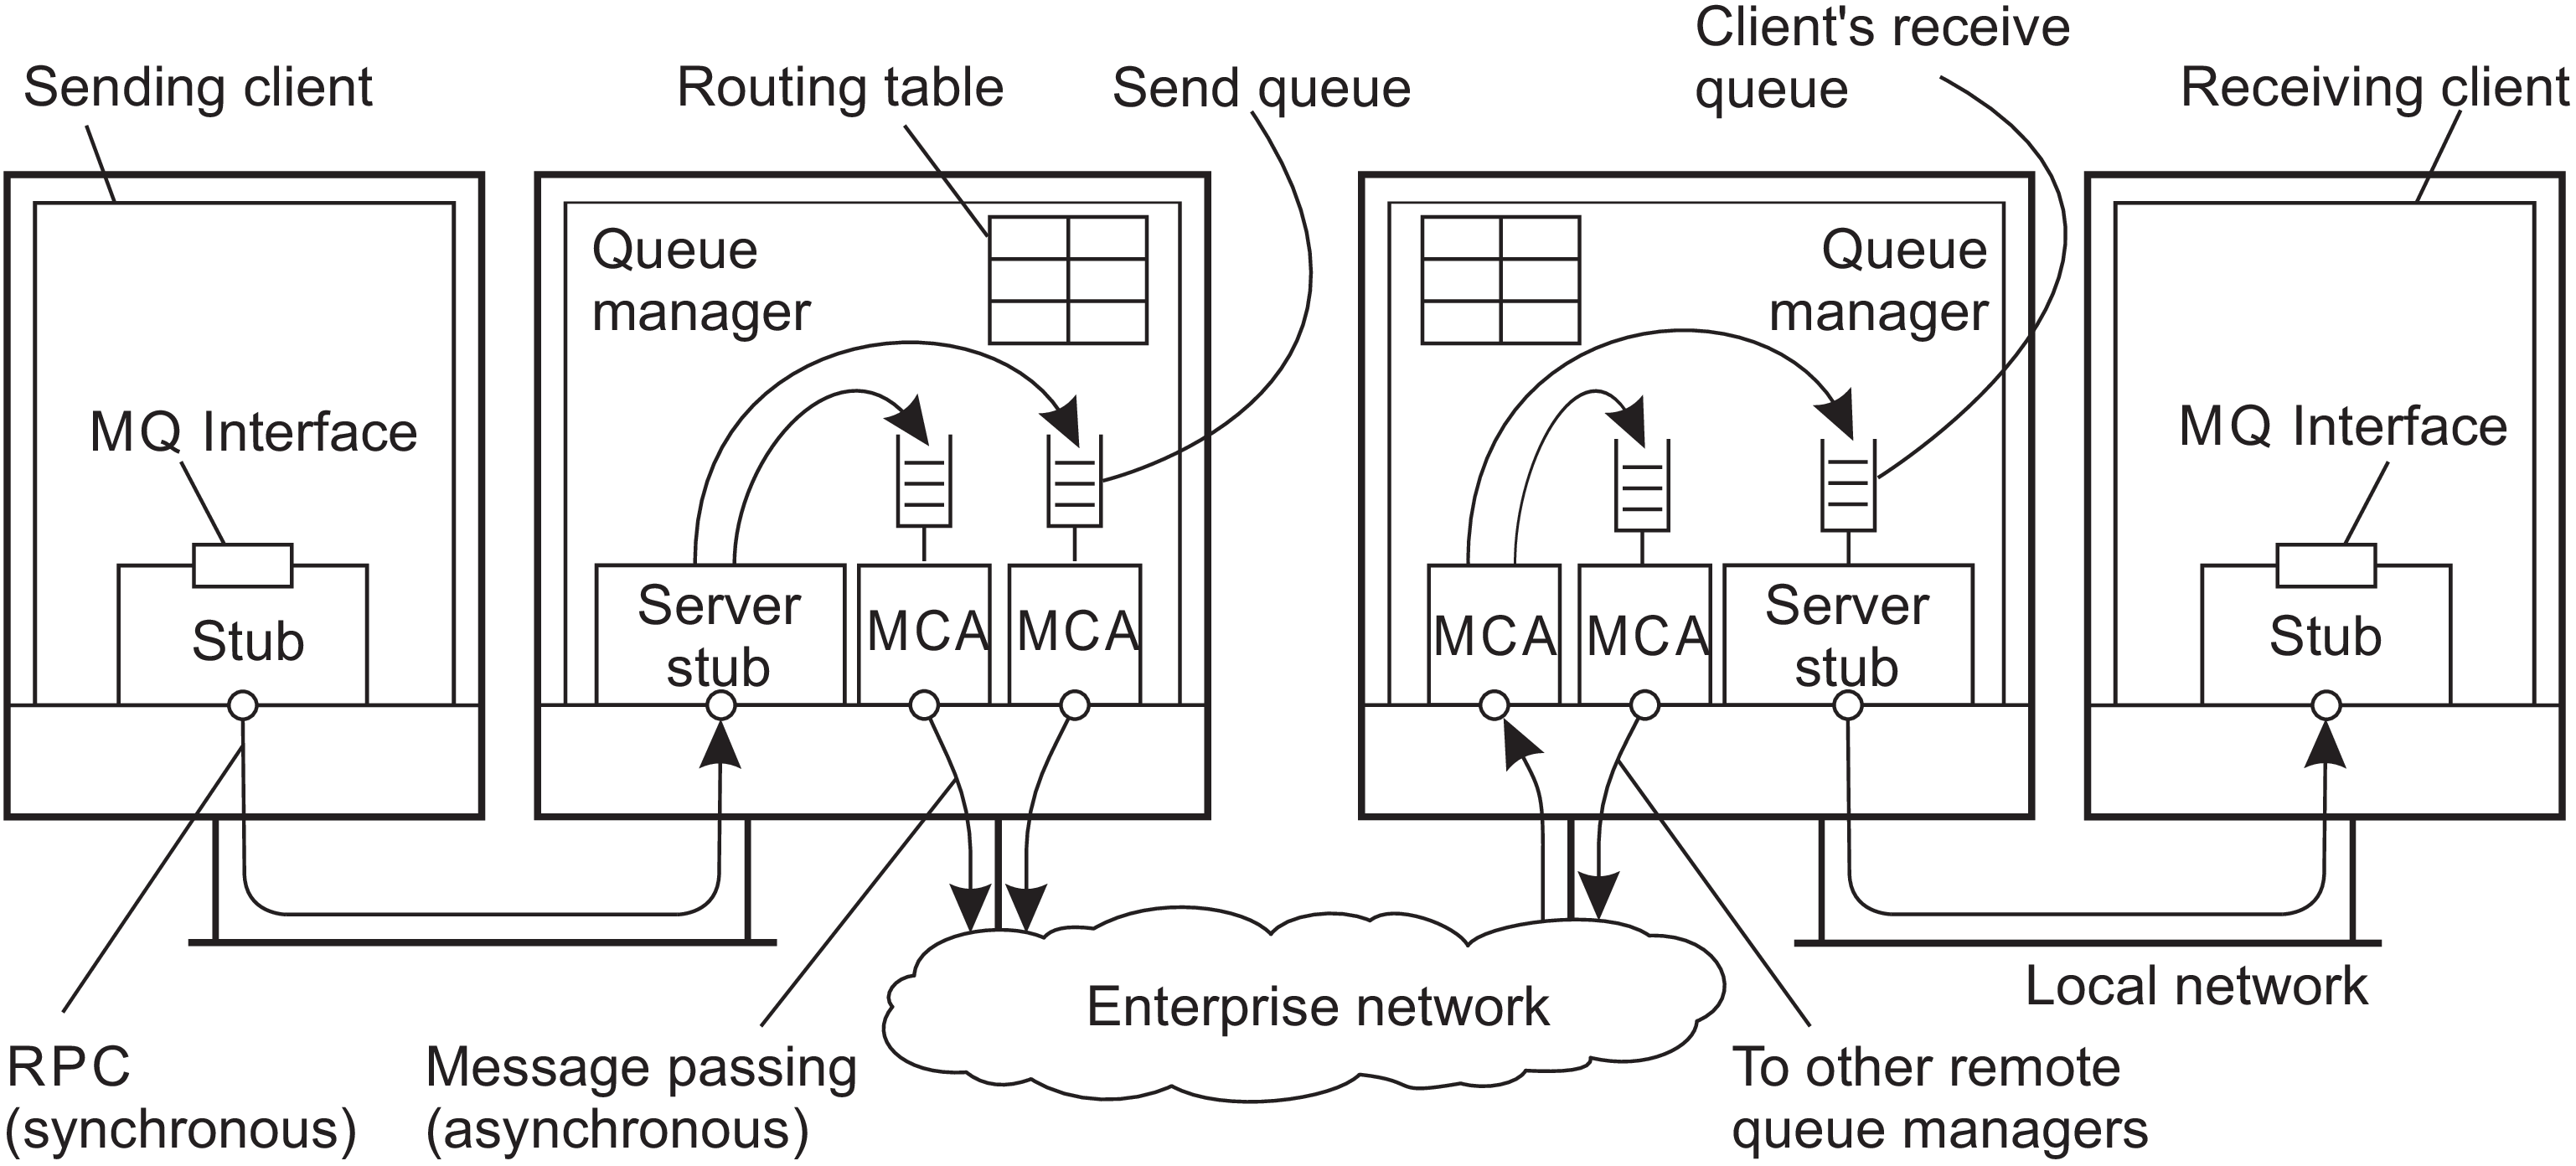 Sending client
Routing table
Send queue
Client's receive
queue
Receiving client
Queue
manager
Queue
manager
MQ Interface
MQ Interface
Stub
Server
stub
MCA
MCA
MCA
MCA
Server
stub
Stub
Enterprise network
Local network
RPC
(synchronous)
Message passing
(asynchronous)
To other remote
queue managers